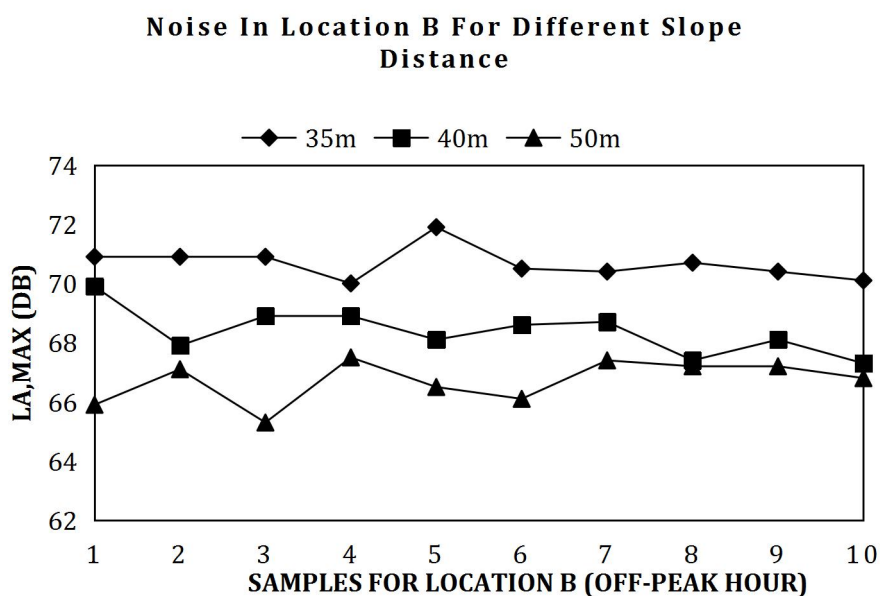 Noise In Location B For Different Slope
Distance
35m 40m 50m
74
72
70
68
66
64
62
LA,MAX (DB)
1 2 3 4 5 6 7 8 9 10
SAMPLES FOR LOCATION B (OFF-PEAK HOUR)